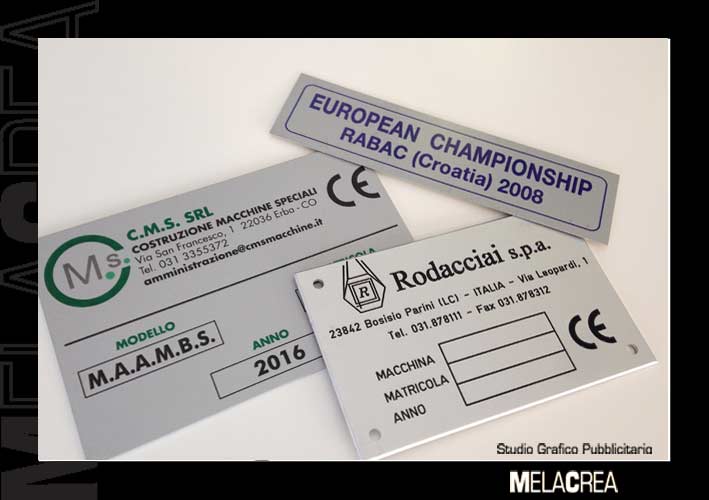 MELACREA
EUROPEAN CHAMPIONSHIP
RABAC (Croatia) 2008
C.M.S. SRL
COSTRUZIONE MACCHINE SPECIALI
Via San Francesco, 1 22036 Erba - CO
Tel. 031 3355372
amministrazione@cmsmacchine.it
CE
M s.
MODELLO
M.A.A.M.B.S.
ANNO
2016
R
Rodacciai s.p.a.
23842 Bosisio Parini (LC) - ITALIA - Via Leopardi, 1
Tel. 031.878111 - Fax 031.878312
CE
MACCHINA
MATRICOLA
ANNO
Studio Grafico Pubblicitario
MELACREA